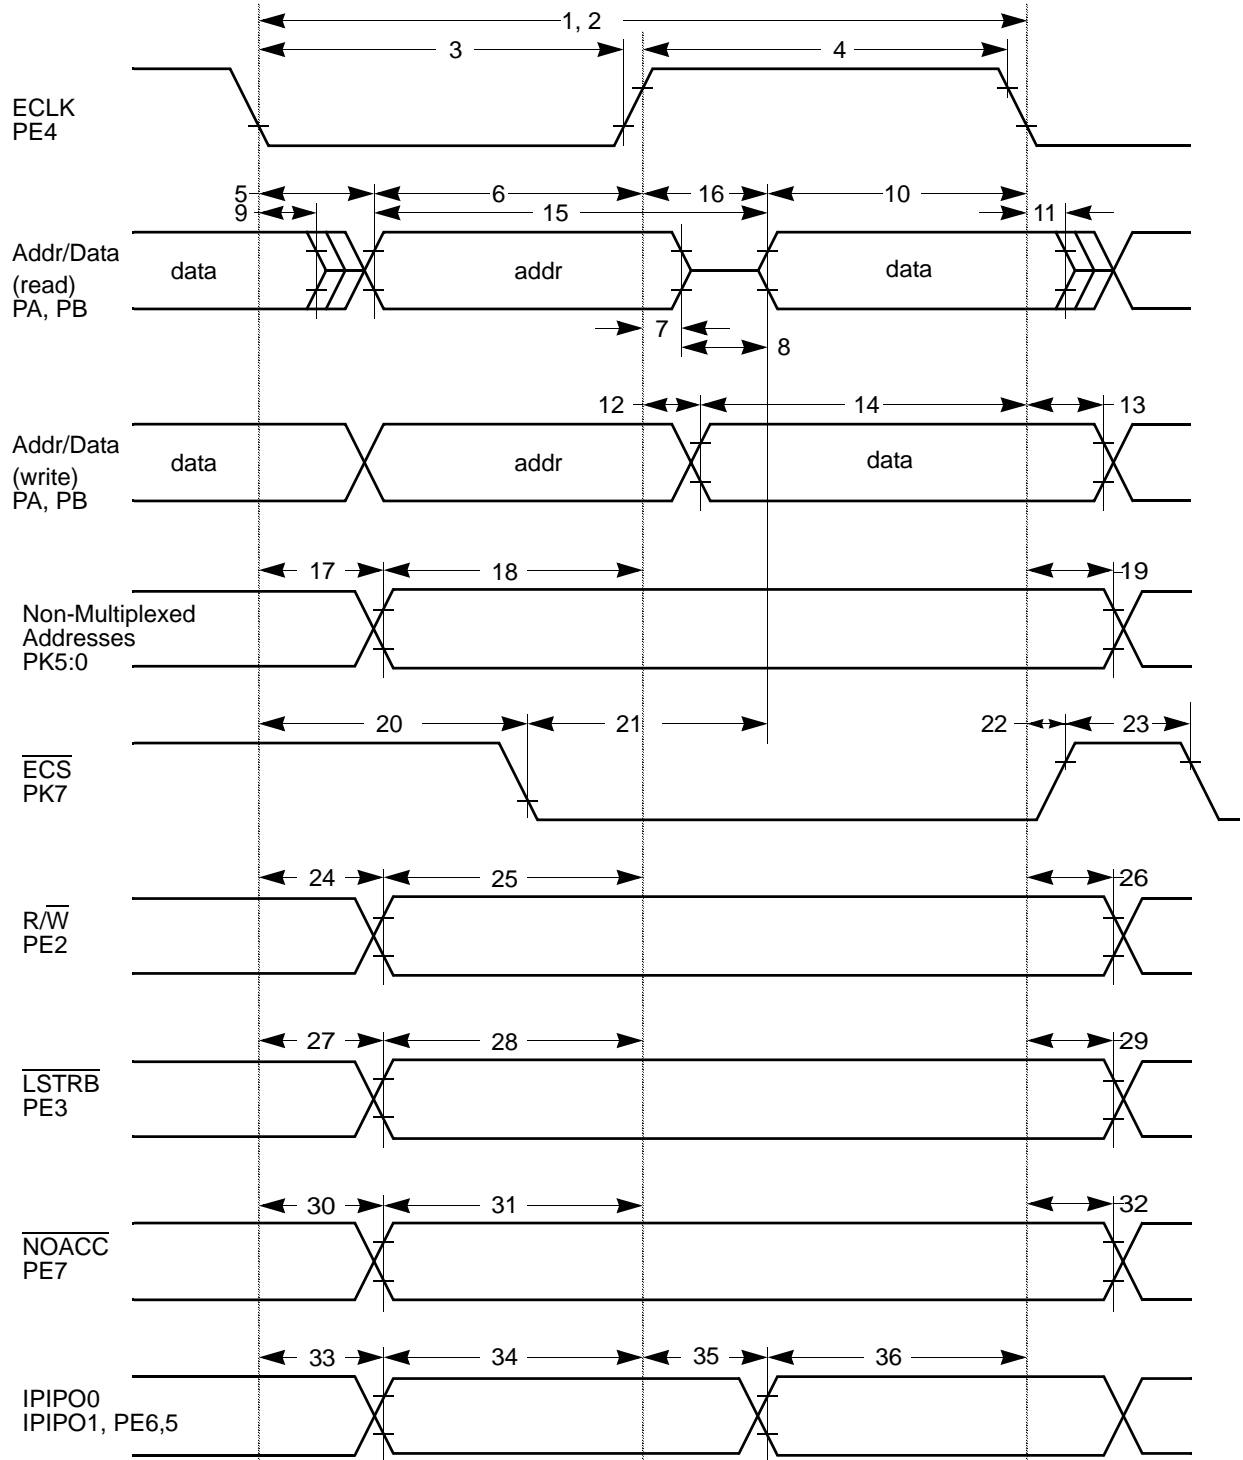 1, 2
3
4
ECLK
PE4
5
6
16
10
9
15
11
Addr/Data
(read)
PA, PB
data
addr
data
7
8
12
14
13
Addr/Data
(write)
PA, PB
data
addr
data
17
18
19
Non-Multiplexed
Addresses
PK5:0
20
21
22
23
ECS
PK7
24
25
26
R/W
PE2
27
28
29
LSTRB
PE3
30
31
32
NOACC
PE7
33
34
35
36
IPIPO0
IPIPO1, PE6,5